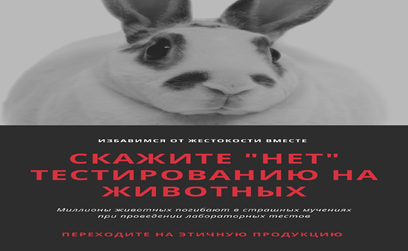 ИЗБАВИМСЯ ОТ ЖЕСТОКОСТИ ВМЕСТЕ
СКАЖИТЕ "НЕТ"
ТЕСТИРОВАНИЮ НА
ЖИВОТНЫХ
Миллионы животных погибают в страшных мучениях
при проведении лабораторных тестов
ПЕРЕХОДИТЕ НА ЭТИЧНУЮ ПРОДУКЦИЮ